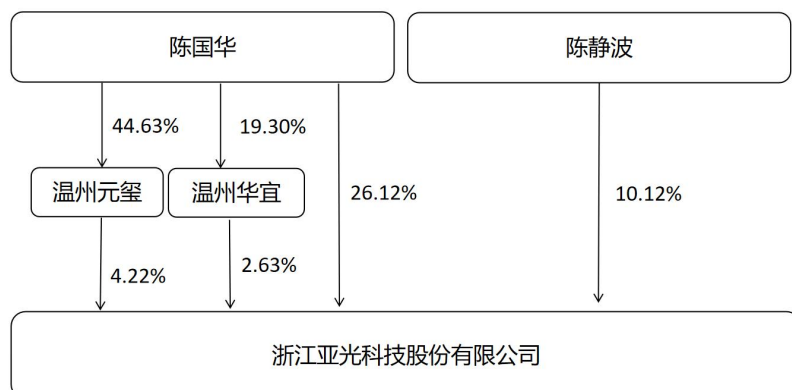 陈国华
陈静波
44.63%
19.30%
温州元玺
温州华宜
26.12%
10.12%
4.22%
2.63%
浙江亚光科技股份有限公司